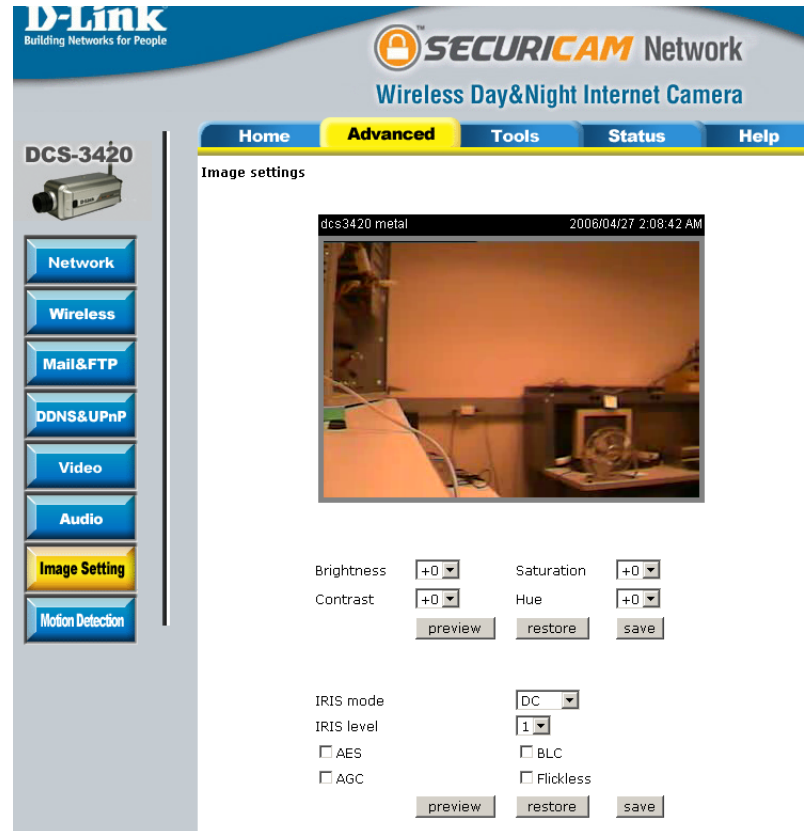 D-Link
Building Networks for People
SECURICAM Network
Wireless Day&Night Internet Camera
Home Advanced Tools Status Help
DCS-3420
Image settings
dcs3420 metal 2006/04/27 2:08:42 AM
Network
Wireless
Mail&FTP
DDNS&UPnP
Video
Audio
Image Setting
Motion Detection
Brightness +0 Saturation +0
Contrast +0 Hue +0
preview restore save
IRIS mode DC
IRIS level 1
AES BLC
AGC Flickless
preview restore save